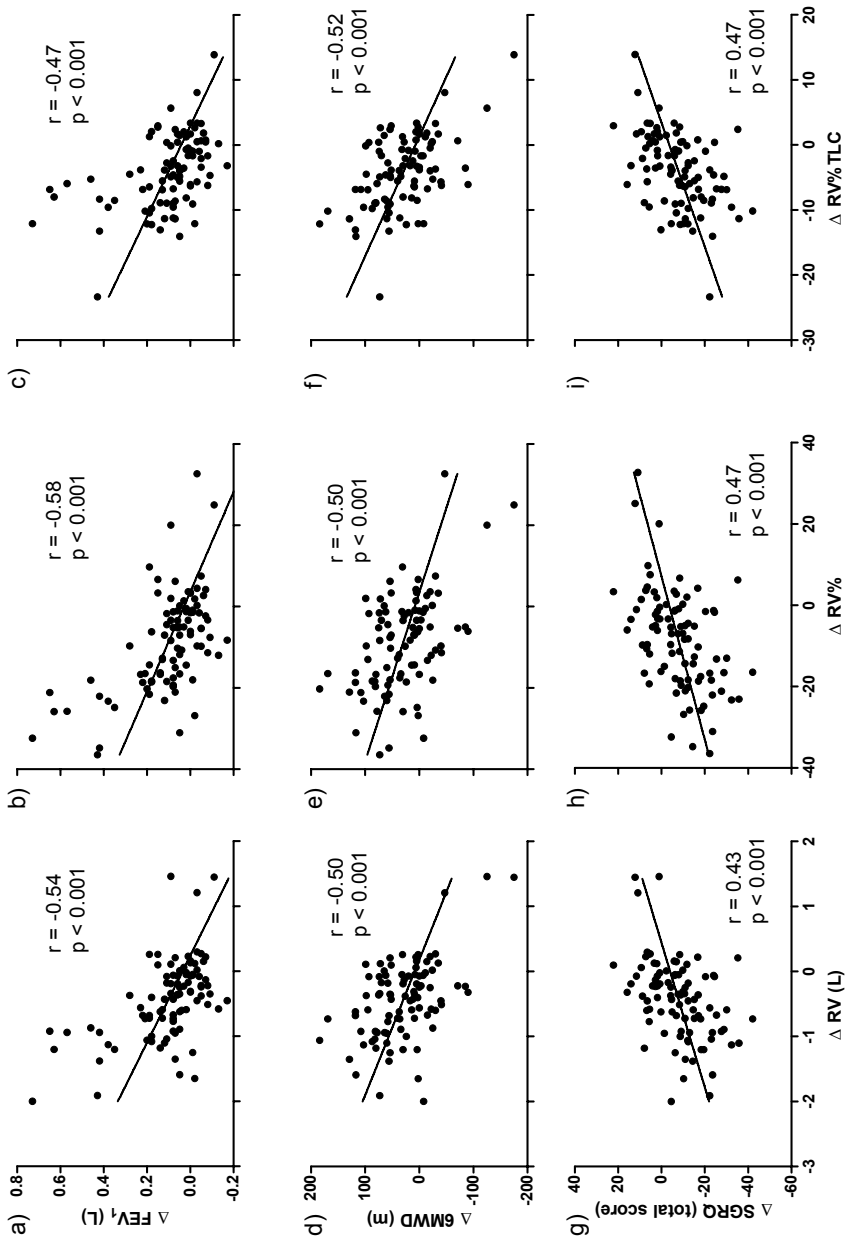 a)
Δ FEV₁ (L)
0.8
0.6
0.4
0.2
0.0
-0.2
r = -0.54
p < 0.001
b)
r = -0.58
p < 0.001
c)
r = -0.47
p < 0.001
d)
Δ 6MWD (m)
200
100
0
-100
-200
r = -0.50
p < 0.001
e)
r = -0.50
p < 0.001
f)
r = -0.52
p < 0.001
g)
Δ SGRQ (total score)
40
20
0
-20
-40
-60
r = 0.43
p < 0.001
-3 -2 -1 0 1 2
Δ RV (L)
h)
r = 0.47
p < 0.001
40 20 0 20 40
Δ RV%
i)
r = 0.47
p < 0.001
-30 -20 -10 0 10 20
Δ RV%TLC